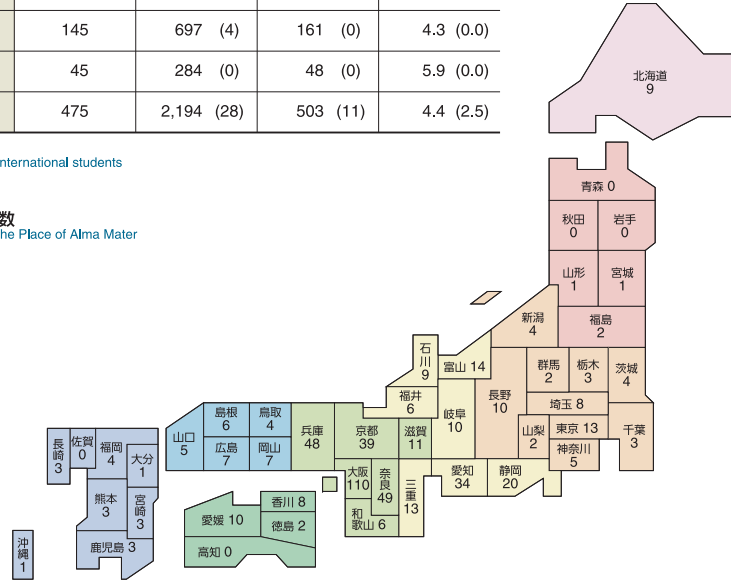 145 697 (4) 161 (0) 4.3 (0.0)
45 284 (0) 48 (0) 5.9 (0.0)
475 2,194 (28) 503 (11) 4.4 (2.5)
nternational students
数
he Place of Alma Mater
北海道
9
青森 0
秋田
0
岩手
0
山形
1
宮城
1
福島
2
新潟
4
群馬
2
栃木
3
茨城
4
埼玉 8
東京 13
千葉
3
神奈川
5
山梨
2
長野
10
石川
9
富山 14
福井
6
岐阜
10
愛知
34
静岡
20
三重
13
滋賀
11
京都
39
兵庫
48
大阪
110
奈良
49
和
歌山 6
鳥取
4
島根
6
岡山
7
広島
7
山口
5
香川 8
徳島 2
愛媛 10
高知 0
福岡
4
佐賀
0
長崎
3
大分
1
熊本
3
宮崎
3
鹿児島 3
沖縄
1